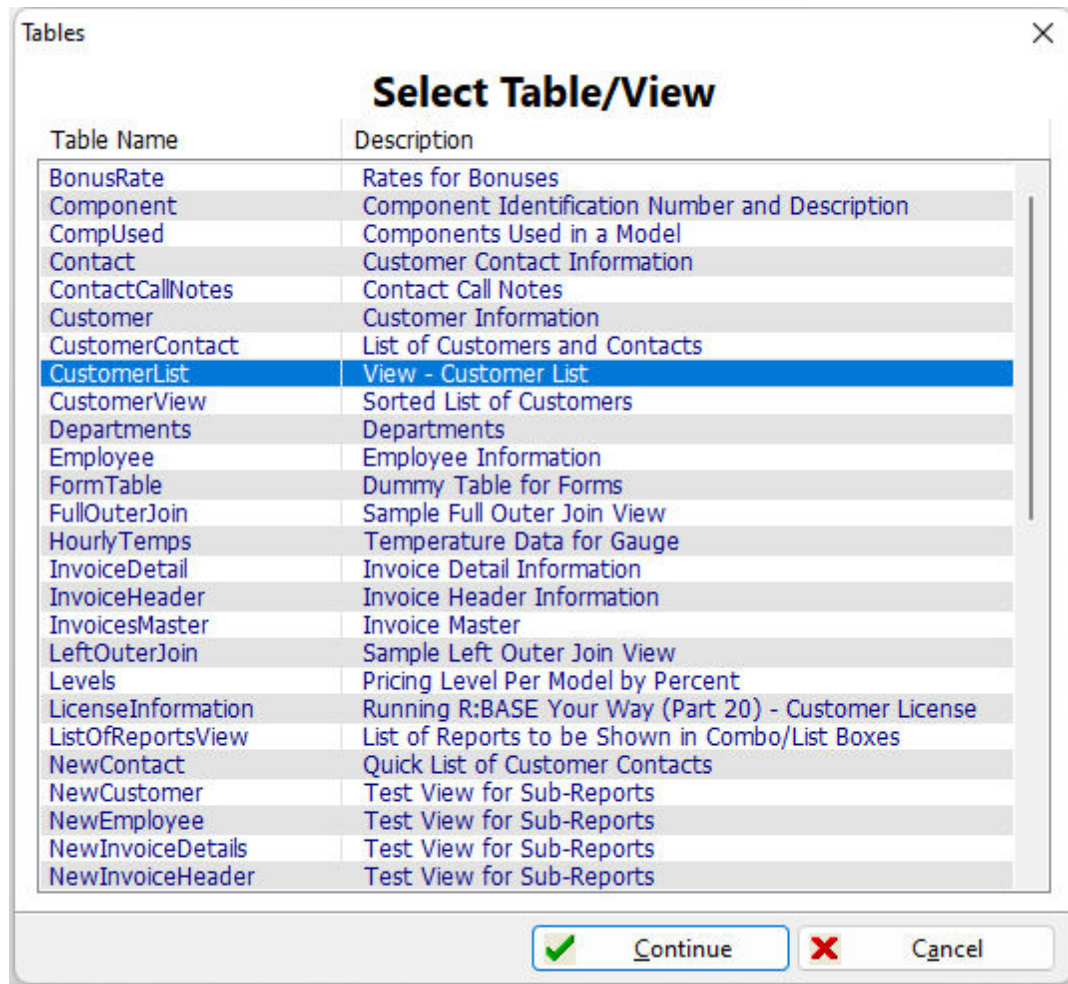 Tables
Select Table/View
Table Name Description
BonusRate Rates for Bonuses
Component Component Identification Number and Description
CompUsed Components Used in a Model
Contact Customer Contact Information
ContactCallNotes Contact Call Notes
Customer Customer Information
CustomerContact List of Customers and Contacts
CustomerList View - Customer List
CustomerView Sorted List of Customers
Departments Departments
Employee Employee Information
FormTable Dummy Table for Forms
FullOuterJoin Sample Full Outer Join View
HourlyTemps Temperature Data for Gauge
InvoiceDetail Invoice Detail Information
InvoiceHeader Invoice Header Information
InvoicesMaster Invoice Master
LeftOuterJoin Sample Left Outer Join View
Levels Pricing Level Per Model by Percent
LicenseInformation Running R:BASE Your Way (Part 20) - Customer License
ListOfReportsView List of Reports to be Shown in Combo/List Boxes
NewContact Quick List of Customer Contacts
NewCustomer Test View for Sub-Reports
NewEmployee Test View for Sub-Reports
NewInvoiceDetails Test View for Sub-Reports
NewInvoiceHeader Test View for Sub-Reports
Continue Cancel